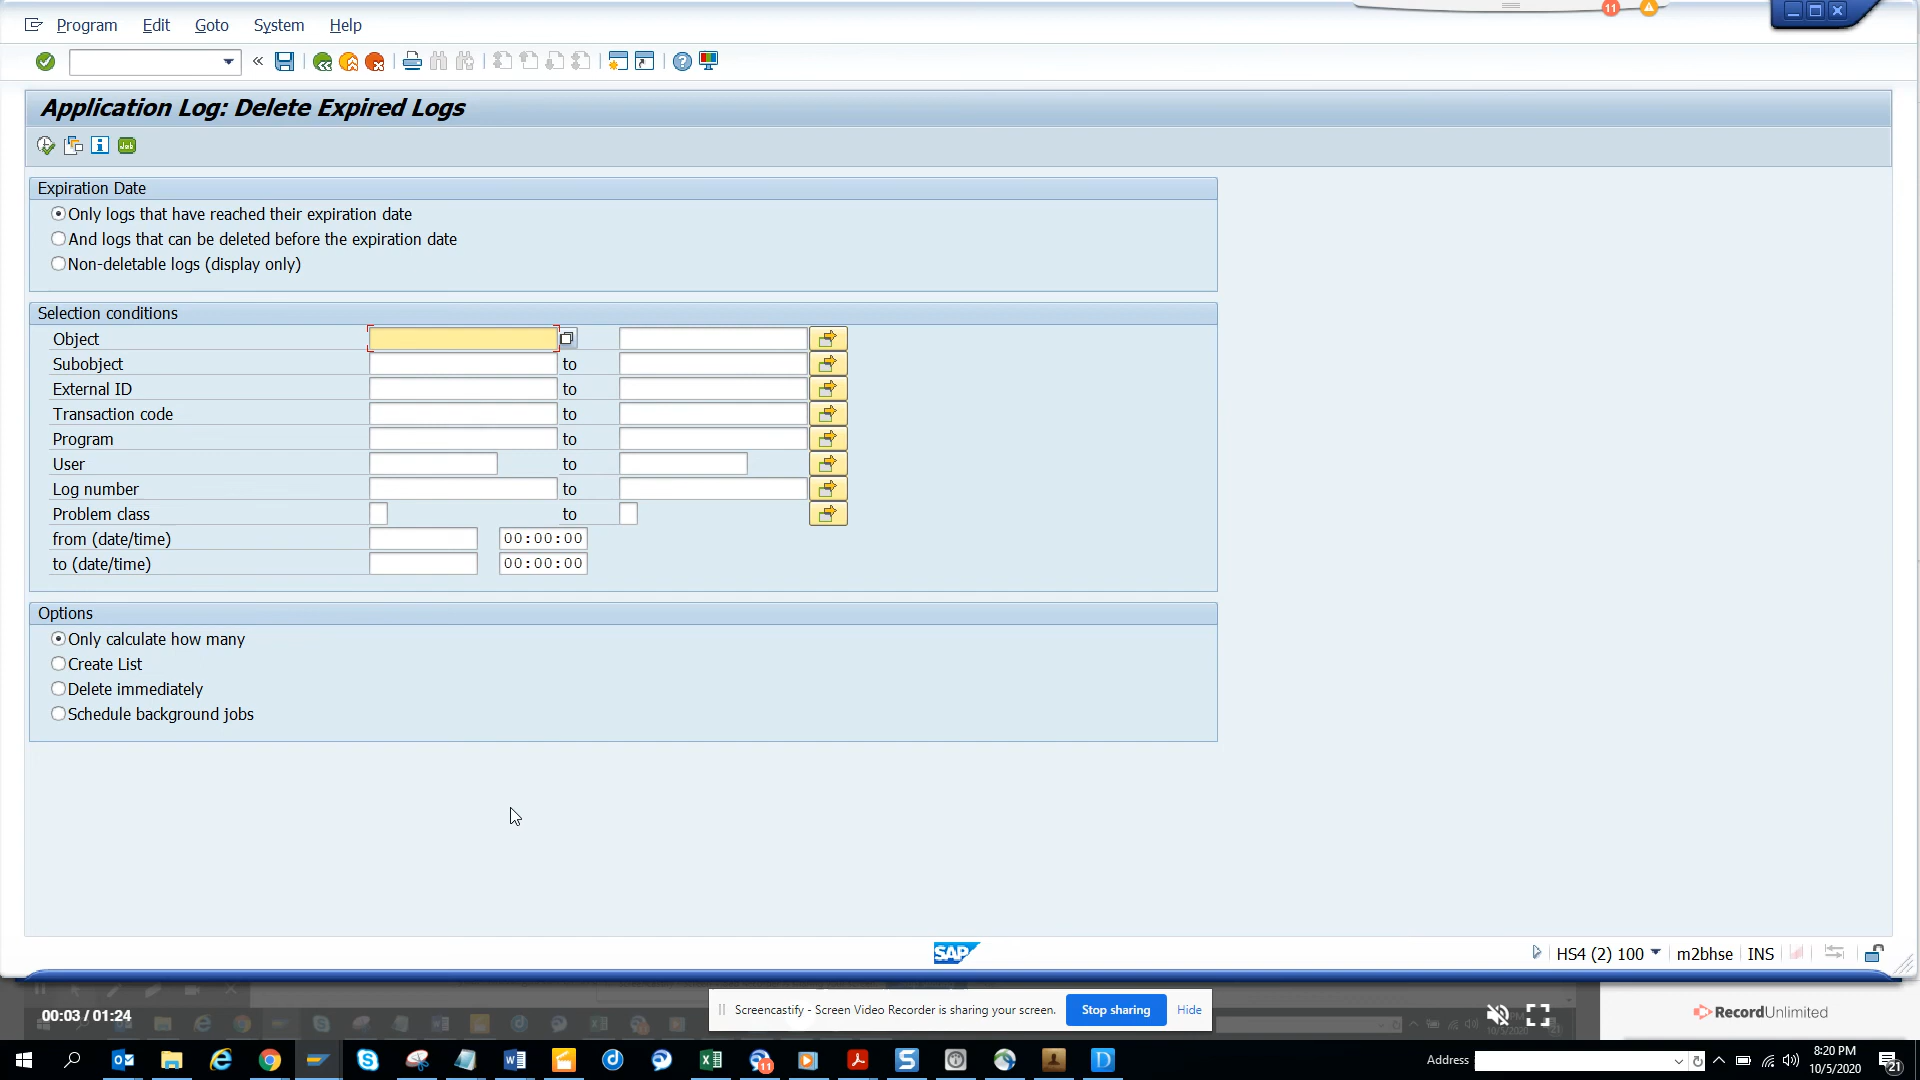 Program Edit Goto System Help
11
Application Log: Delete Expired Logs
Job
Expiration Date
Only logs that have reached their expiration date
And logs that can be deleted before the expiration date
Non-deletable logs (display only)
Selection conditions
Object
Subobject to
External ID to
Transaction code to
Program to
User to
Log number to
Problem class to
from (date/time) 00:00:00
to (date/time) 00:00:00
Options
Only calculate how many
Create List
Delete immediately
Schedule background jobs
SAP
HS4 (2) 100 m2bhse INS
00:03 / 01:24
Screencastify - Screen Video Recorder is sharing your screen. Stop sharing Hide
RecordUnlimited
11
Address
8:20 PM
10/5/2020
21